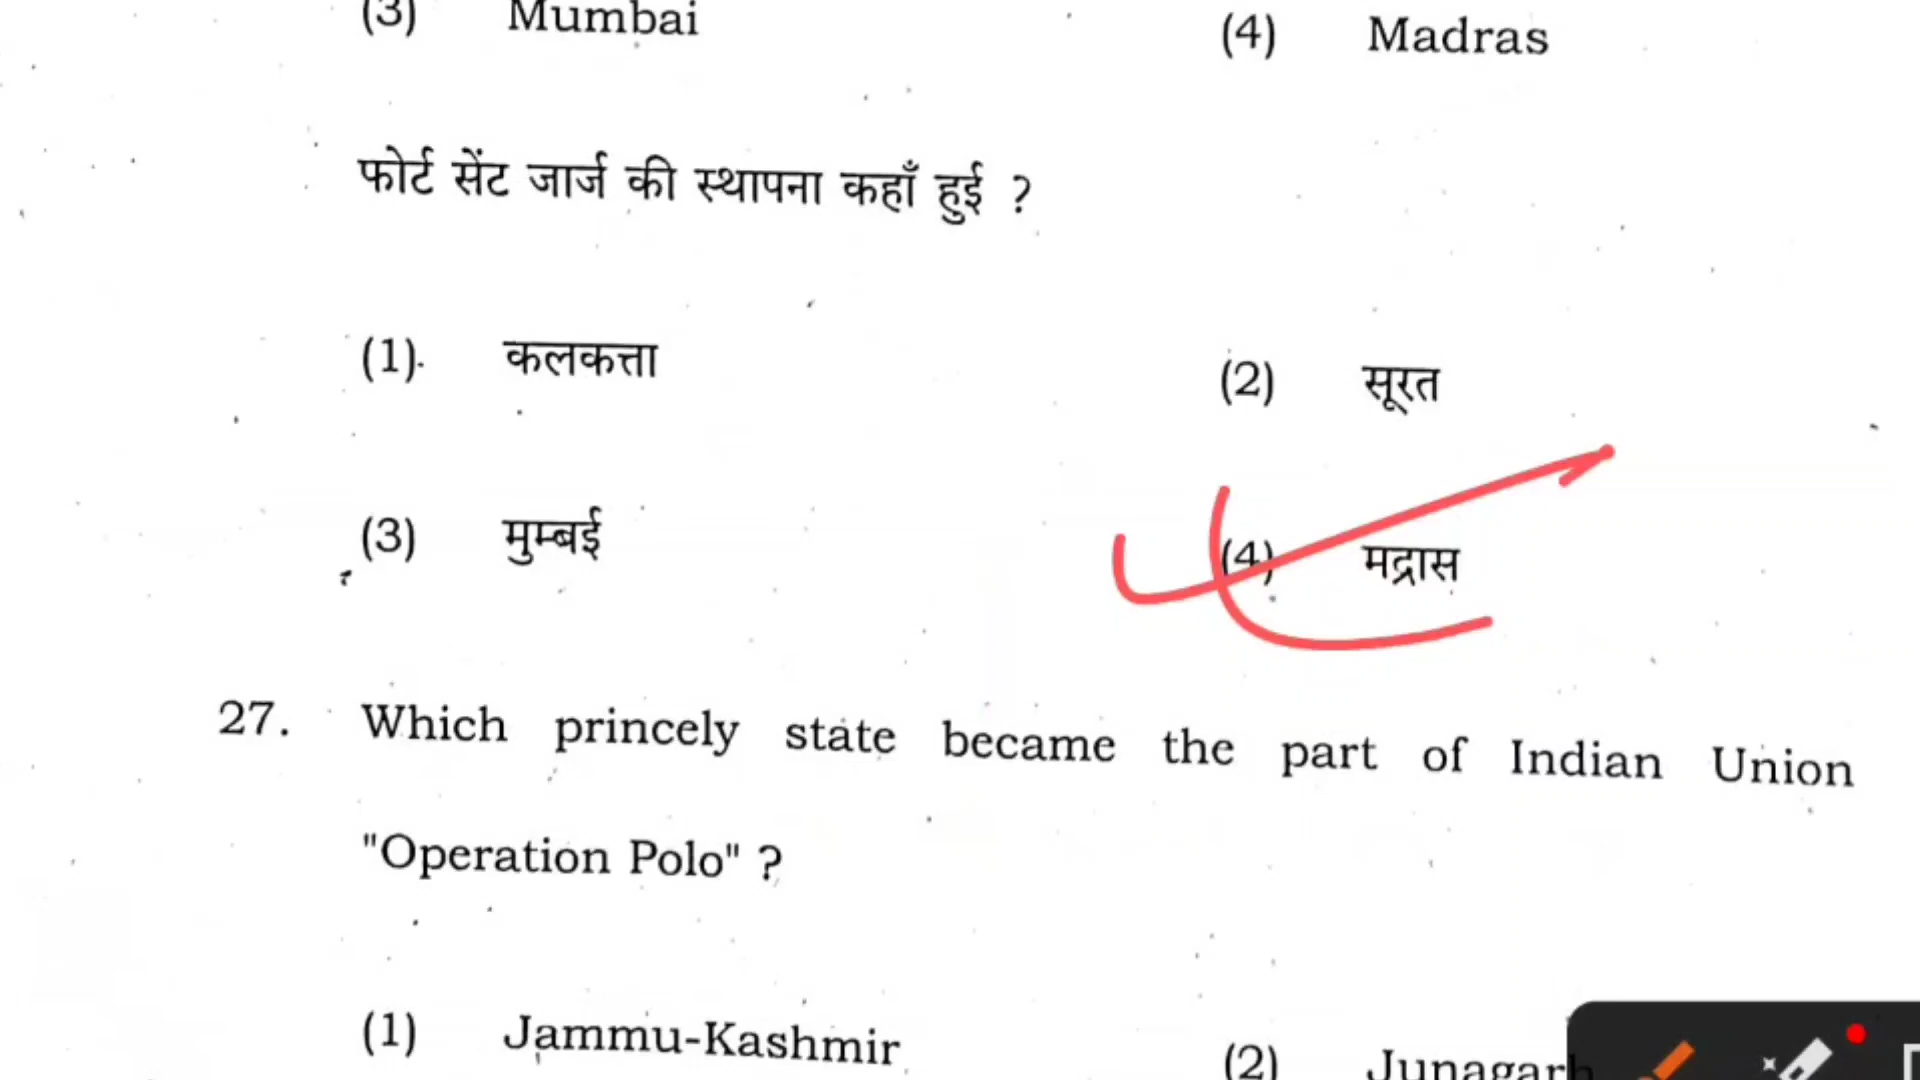 (3) Mumbai (4) Madras
फोर्ट सेंट जार्ज की स्थापना कहाँ हुई ?
(1) कलकत्ता (2) सूरत
(3) मुम्बई (4) मद्रास
27. Which princely state became the part of Indian Union
"Operation Polo" ?
(1) Jammu-Kashmir (2) Junagarh